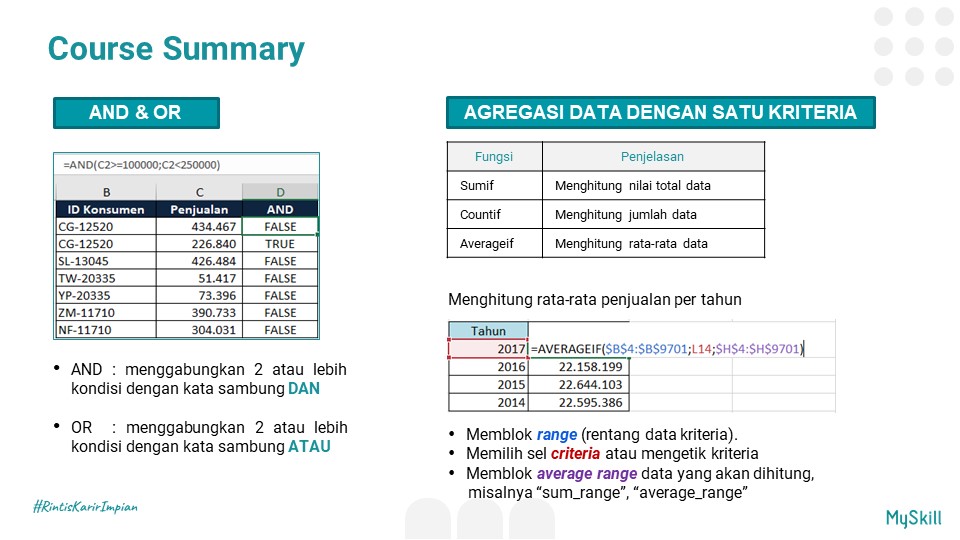 Course Summary
AND & OR
=AND(C2>=100000;C2<250000)
B C D
ID Konsumen Penjualan AND
CG-12520 434.467 FALSE
CG-12520 226.840 TRUE
SL-13045 426.484 FALSE
TW-20335 51.417 FALSE
YP-20335 73.396 FALSE
ZM-11710 390.733 FALSE
NF-11710 304.031 FALSE
• AND : menggabungkan 2 atau lebih
kondisi dengan kata sambung DAN
• OR : menggabungkan 2 atau lebih
kondisi dengan kata sambung ATAU
#RintisKarirImpian
AGREGASI DATA DENGAN SATU KRITERIA
Fungsi Penjelasan
Sumif Menghitung nilai total data
Countif Menghitung jumlah data
Averageif Menghitung rata-rata data
Menghitung rata-rata penjualan per tahun
Tahun
2017 =AVERAGEIF($B$4:$B$9701;L14;$H$4:$H$9701)
2016 22.158.199
2015 22.644.103
2014 22.595.386
• Memblok range (rentang data kriteria).
• Memilih sel criteria atau mengetik kriteria
• Memblok average range data yang akan dihitung,
misalnya “sum_range”, “average_range”
MySkill